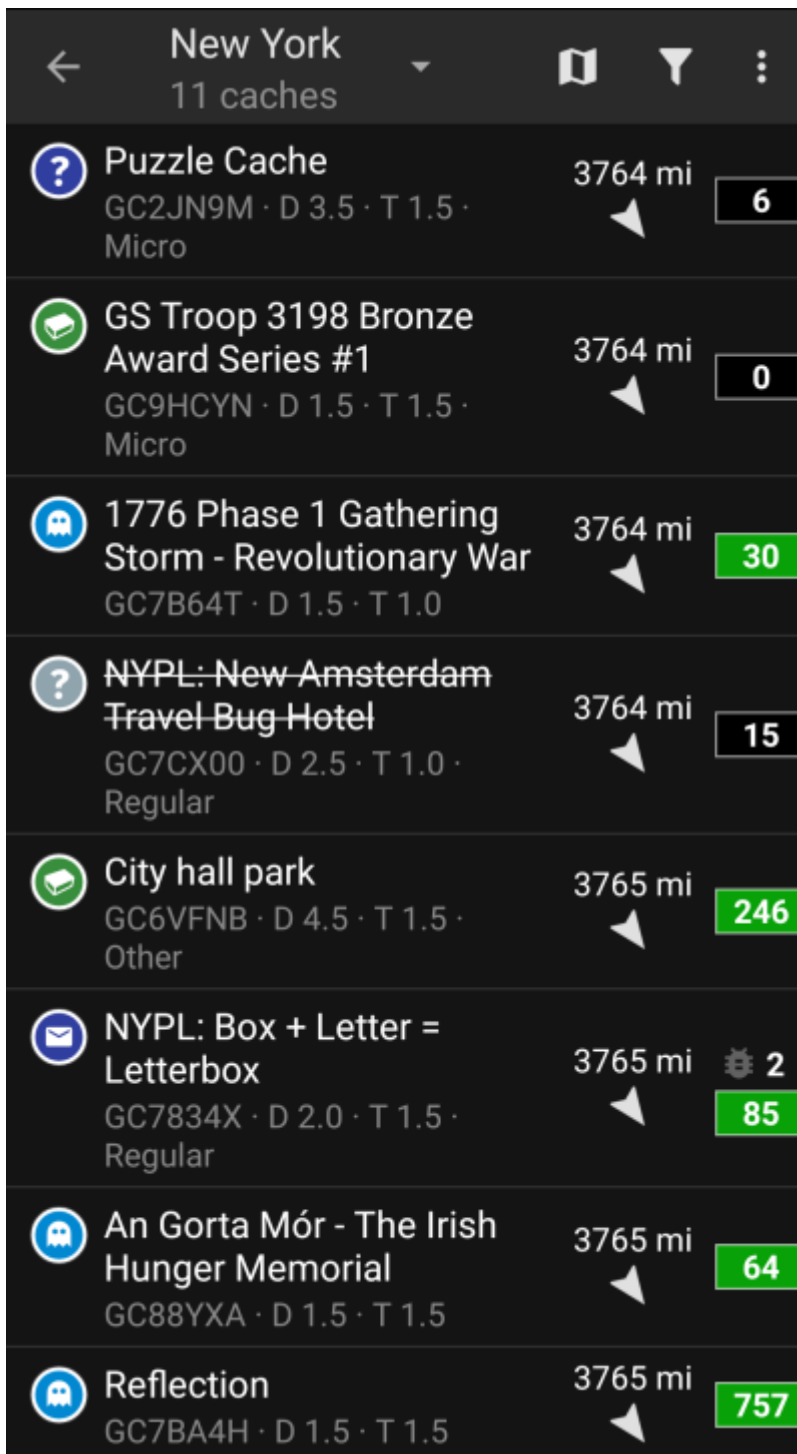 New York
11 caches
Puzzle Cache
3764 mi
6
GC2JN9M · D 3.5 · T 1.5 ·
Micro
GS Troop 3198 Bronze
Award Series #1
3764 mi
0
GC9HCYN · D 1.5 · T 1.5 ·
Micro
1776 Phase 1 Gathering
Storm - Revolutionary War
3764 mi
30
GC7B64T · D 1.5 · T 1.0
NYPL: New Amsterdam
Travel Bug Hotel
3764 mi
15
GC7CX00 · D 2.5 · T 1.0 ·
Regular
City hall park
3765 mi
246
GC6VFNB · D 4.5 · T 1.5 ·
Other
NYPL: Box + Letter =
Letterbox
3765 mi
2
85
GC7834X · D 2.0 · T 1.5 ·
Regular
An Gorta Mór - The Irish
Hunger Memorial
3765 mi
64
GC88YXA · D 1.5 · T 1.5
Reflection
3765 mi
757
GC7BA4H · D 1.5 · T 1.5